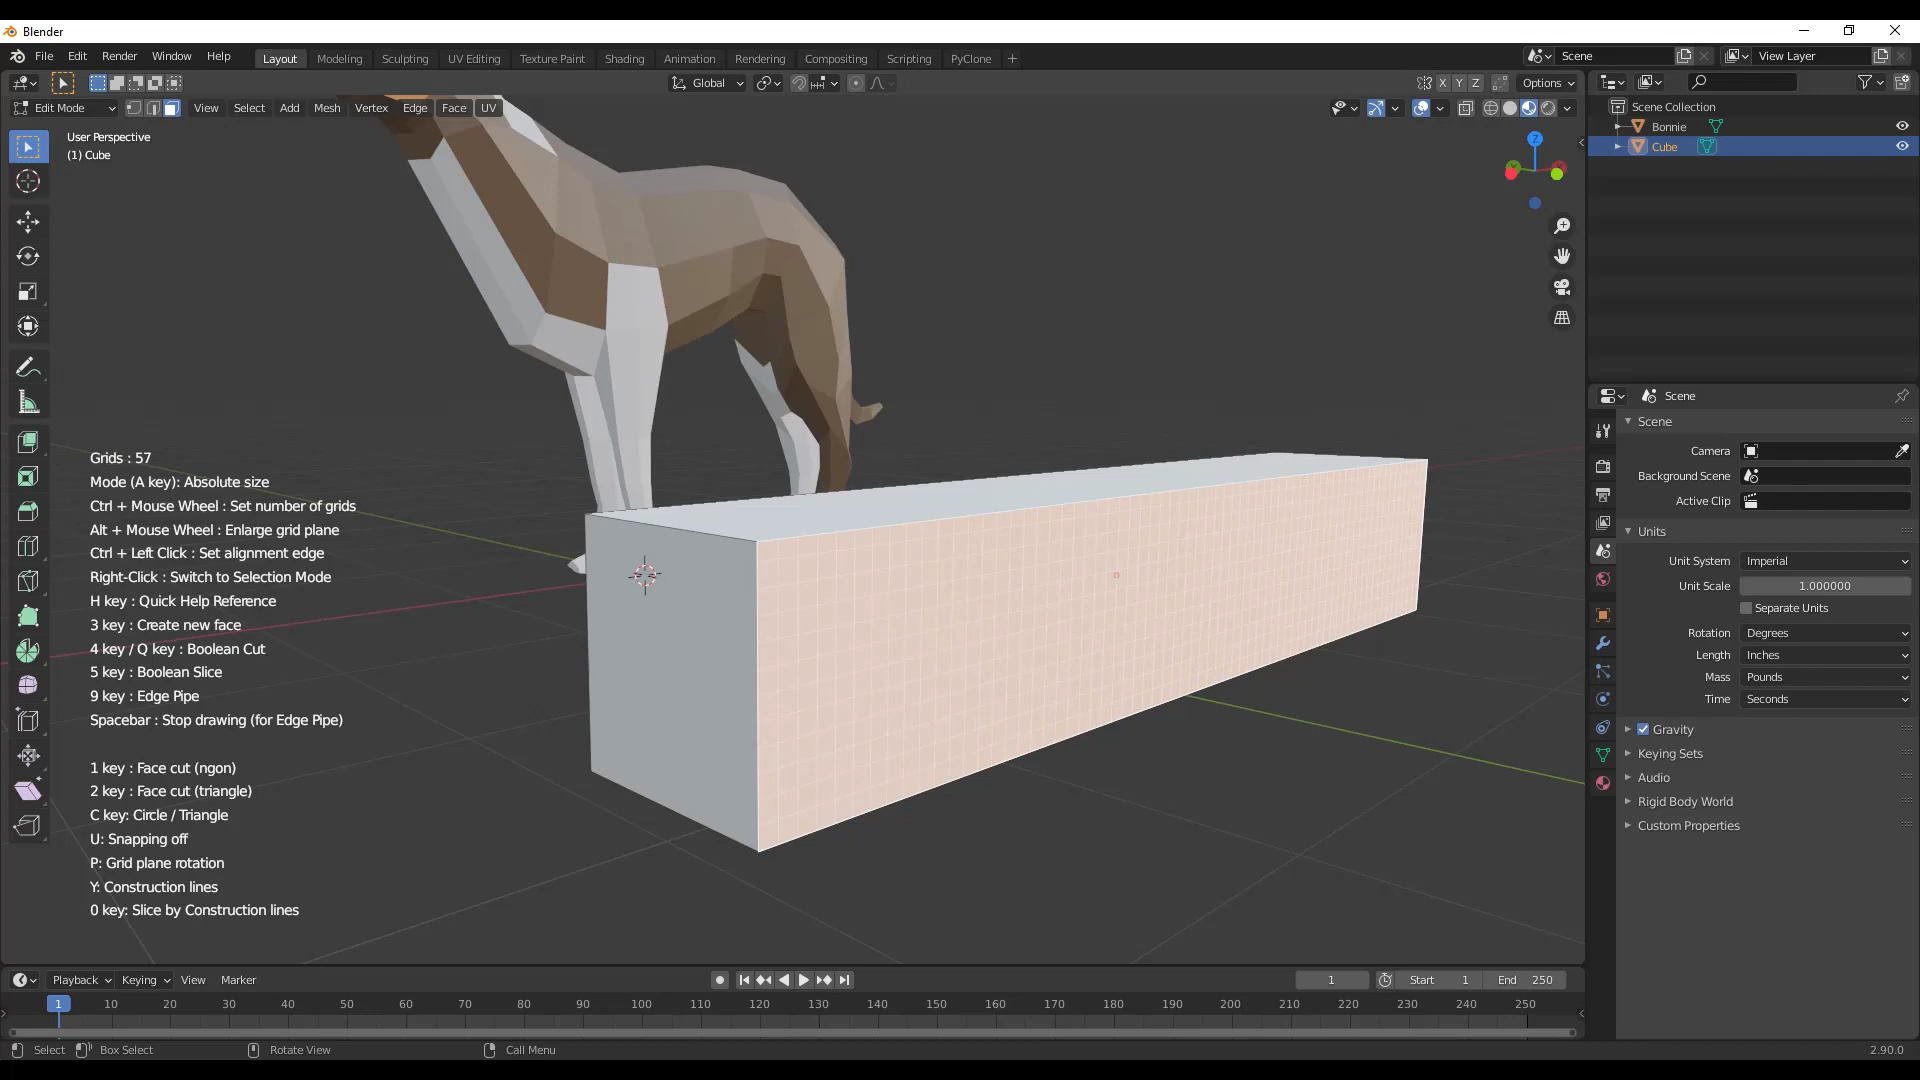 Blender
File Edit Render Window Help
Layout Modeling Sculpting UV Editing Texture Paint Shading Animation Rendering Compositing Scripting PyClone +
Scene
View Layer
Global
X Y Z Options
Edit Mode View Select Add Mesh Vertex Edge Face UV
User Perspective
(1) Cube
Z
Scene Collection
Bonnie
Cube
Grids : 57
Mode (A key): Absolute size
Ctrl + Mouse Wheel : Set number of grids
Alt + Mouse Wheel : Enlarge grid plane
Ctrl + Left Click : Set alignment edge
Right-Click : Switch to Selection Mode
H key : Quick Help Reference
3 key : Create new face
4 key / Q key : Boolean Cut
5 key : Boolean Slice
9 key : Edge Pipe
Spacebar : Stop drawing (for Edge Pipe)
1 key : Face cut (ngon)
2 key : Face cut (triangle)
C key: Circle / Triangle
U: Snapping off
P: Grid plane rotation
Y: Construction lines
0 key: Slice by Construction lines
Scene
Scene
Camera
Background Scene
Active Clip
Units
Unit System Imperial
Unit Scale 1.000000
Separate Units
Rotation Degrees
Length Inches
Mass Pounds
Time Seconds
Gravity
Keying Sets
Audio
Rigid Body World
Custom Properties
Playback Keying View Marker
1 Start 1 End 250
1 10 20 30 40 50 60 70 80 90 100 110 120 130 140 150 160 170 180 190 200 210 220 230 240 250
Select Box Select Rotate View Call Menu 2.90.0